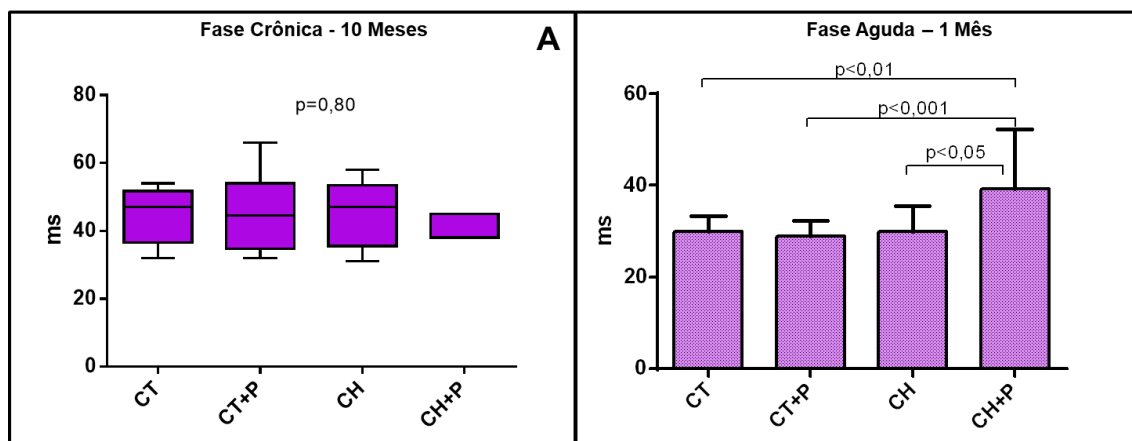 Fase Crônica - 10 Meses
A
p=0,80
80
60
40
20
0
ms
CT
CT+P
CH
CH+P
Fase Aguda – 1 Mês
p<0,01
p<0,001
p<0,05
60
40
20
0
ms
CT
CT+P
CH
CH+P